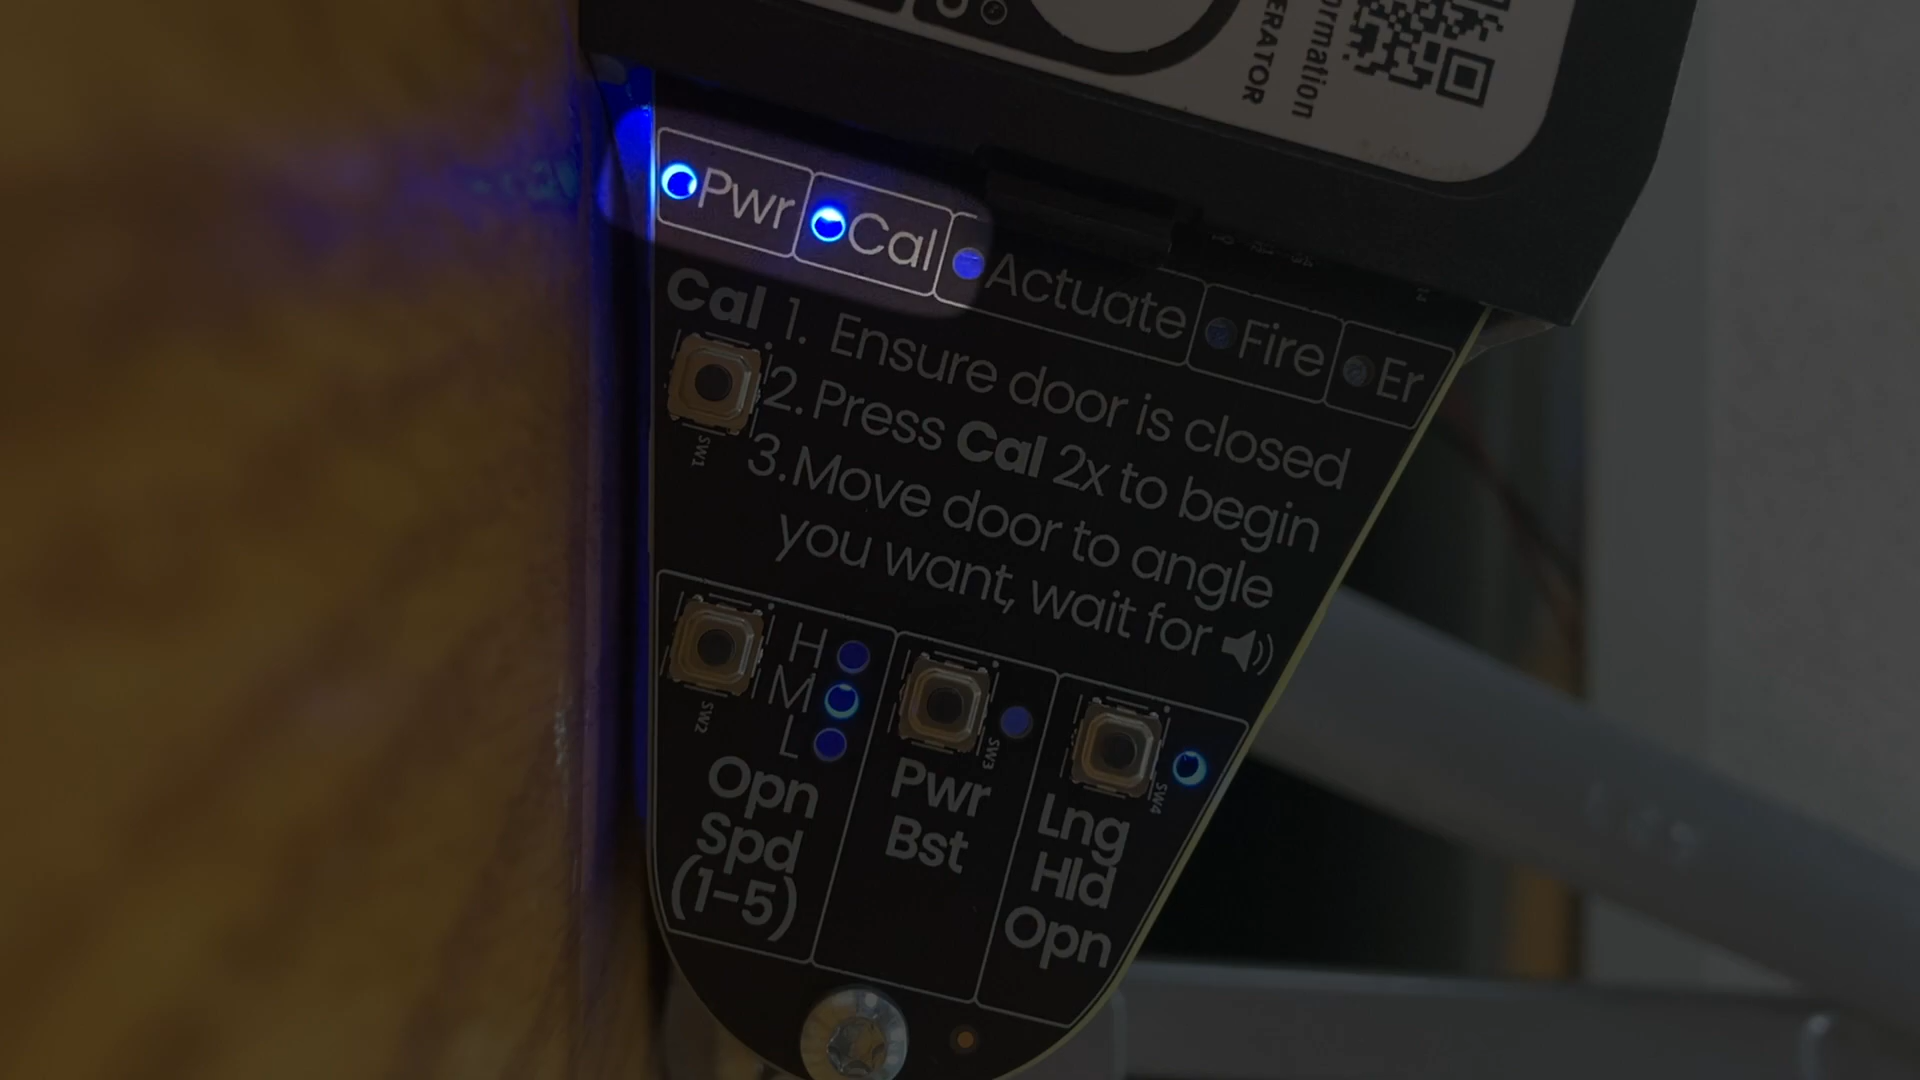 ERATOR
ormation
Pwr Cal Actuate Fire Er
Cal 1. Ensure door is closed
2. Press Cal 2x to begin
3. Move door to angle
you want, wait for
SW1
H
M
L
SW2
Opn
Spd
(1-5)
SW3
Pwr
Bst
SW4
Lng
Hld
Opn